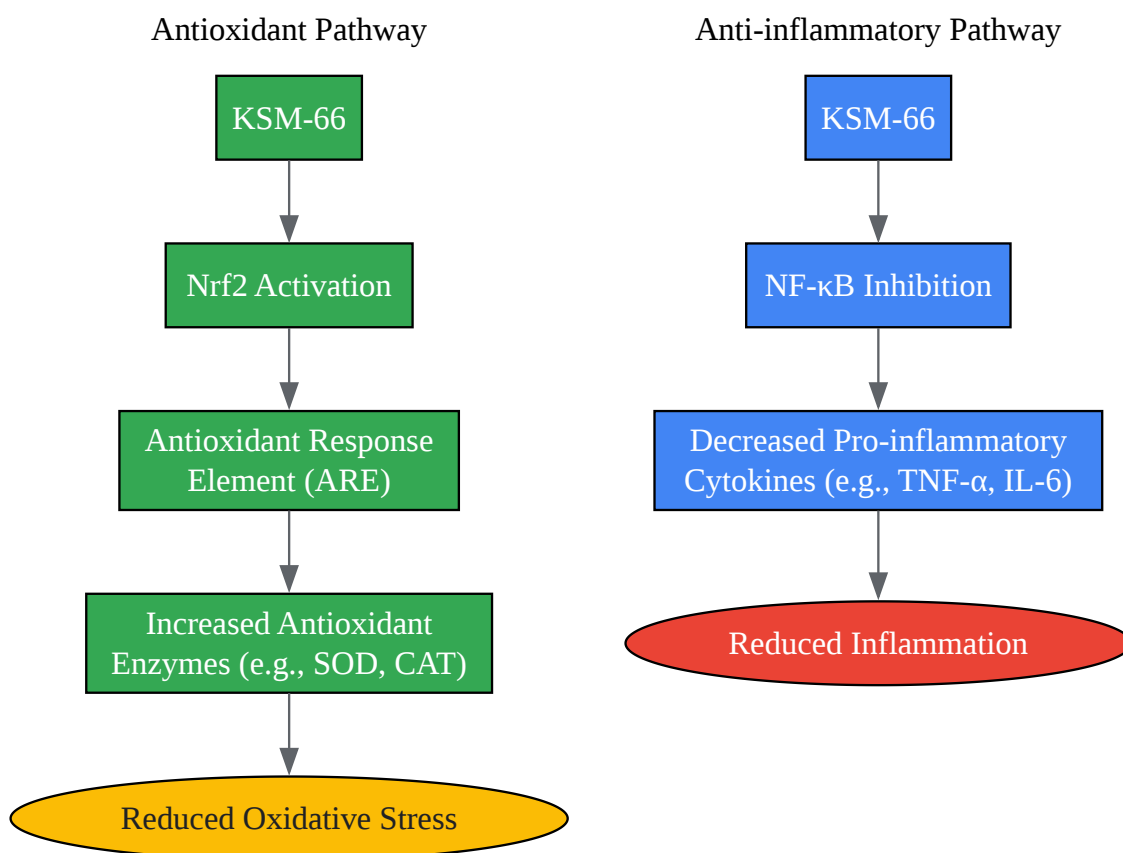 Antioxidant Pathway
KSM-66
Nrf2 Activation
Antioxidant Response
Element (ARE)
Increased Antioxidant
Enzymes (e.g., SOD, CAT)
Reduced Oxidative Stress
Anti-inflammatory Pathway
KSM-66
NF-κB Inhibition
Decreased Pro-inflammatory
Cytokines (e.g., TNF-α, IL-6)
Reduced Inflammation